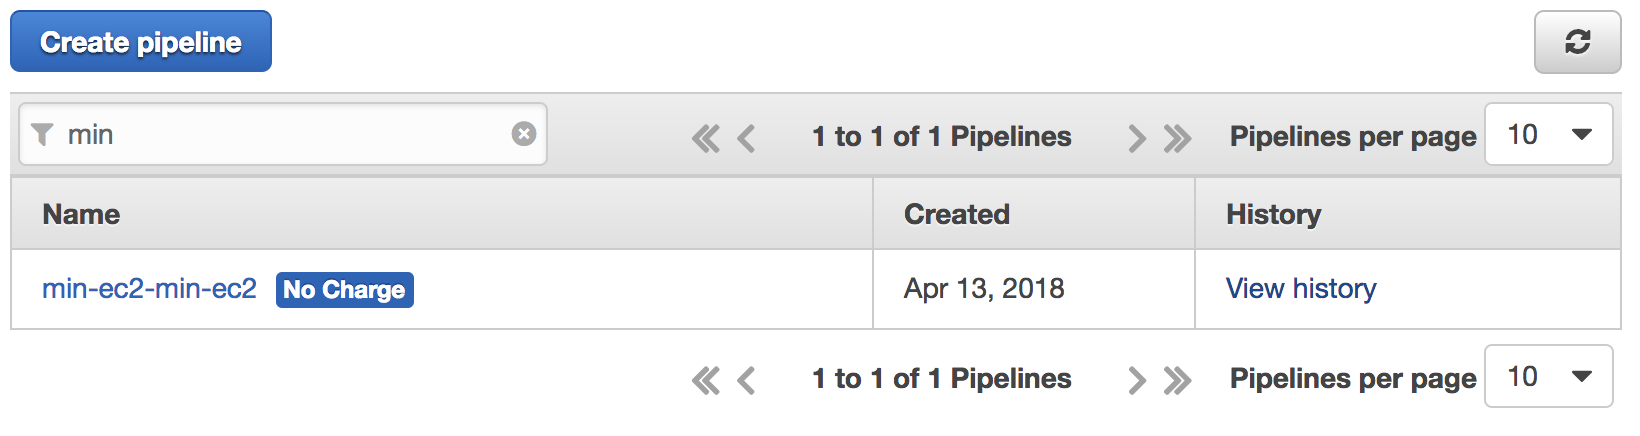 Create pipeline
min
1 to 1 of 1 Pipelines
Pipelines per page 10
Name Created History
min-ec2-min-ec2 No Charge Apr 13, 2018 View history
1 to 1 of 1 Pipelines
Pipelines per page 10